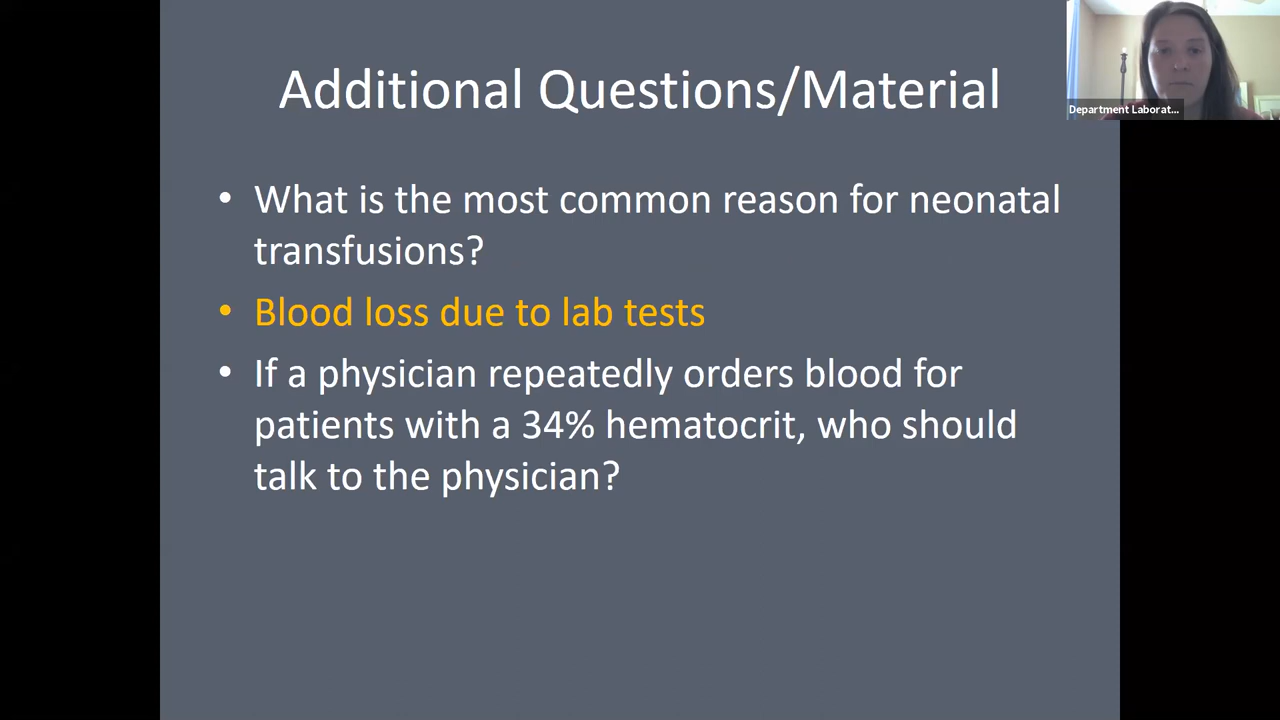 Additional Questions/Material
Department Laborat...
• What is the most common reason for neonatal
transfusions?
• Blood loss due to lab tests
• If a physician repeatedly orders blood for
patients with a 34% hematocrit, who should
talk to the physician?